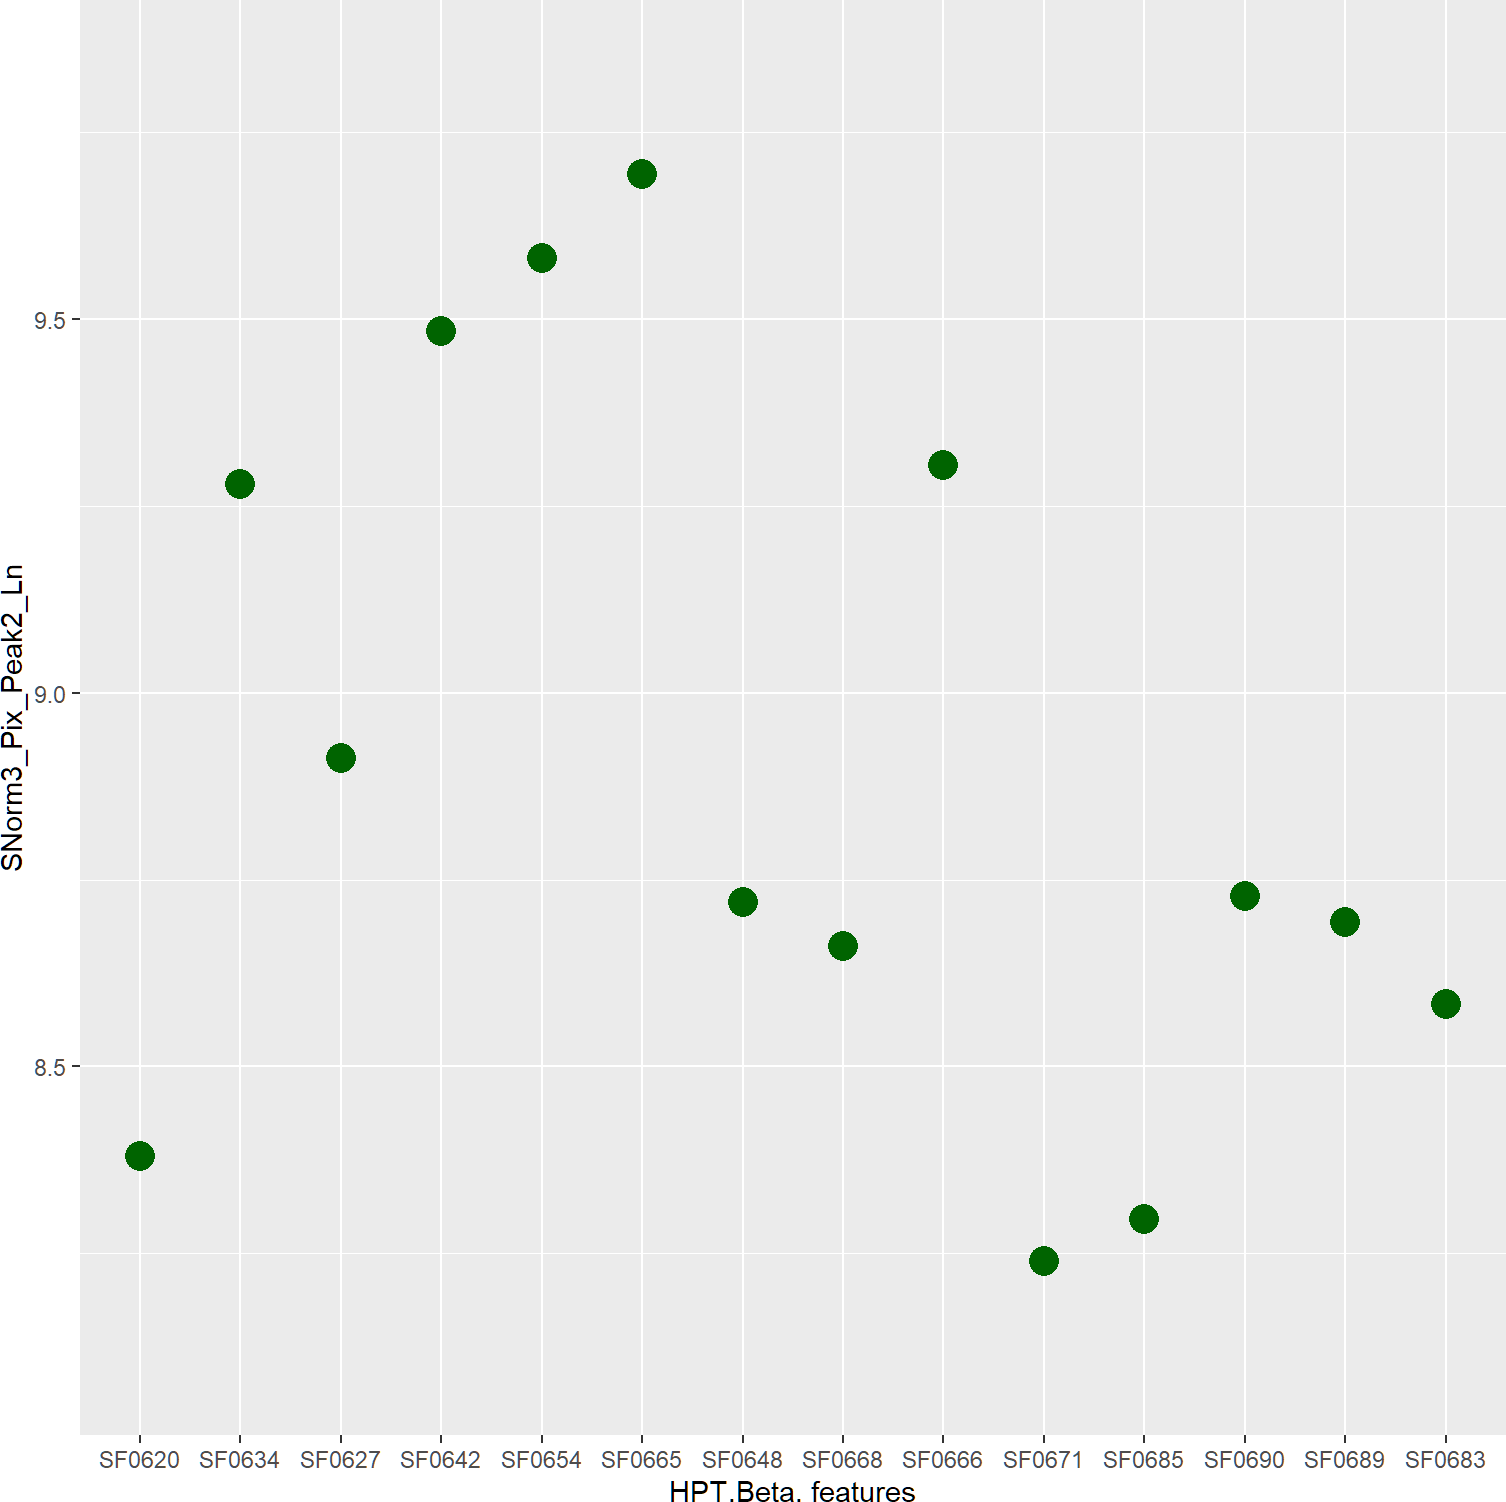 SNorm3_Pix_Peak2_Ln
9.5
9.0
8.5
SF0620 SF0634 SF0627 SF0642 SF0654 SF0665 SF0648 SF0668 SF0666 SF0671 SF0685 SF0690 SF0689 SF0683
HPT.Beta. features